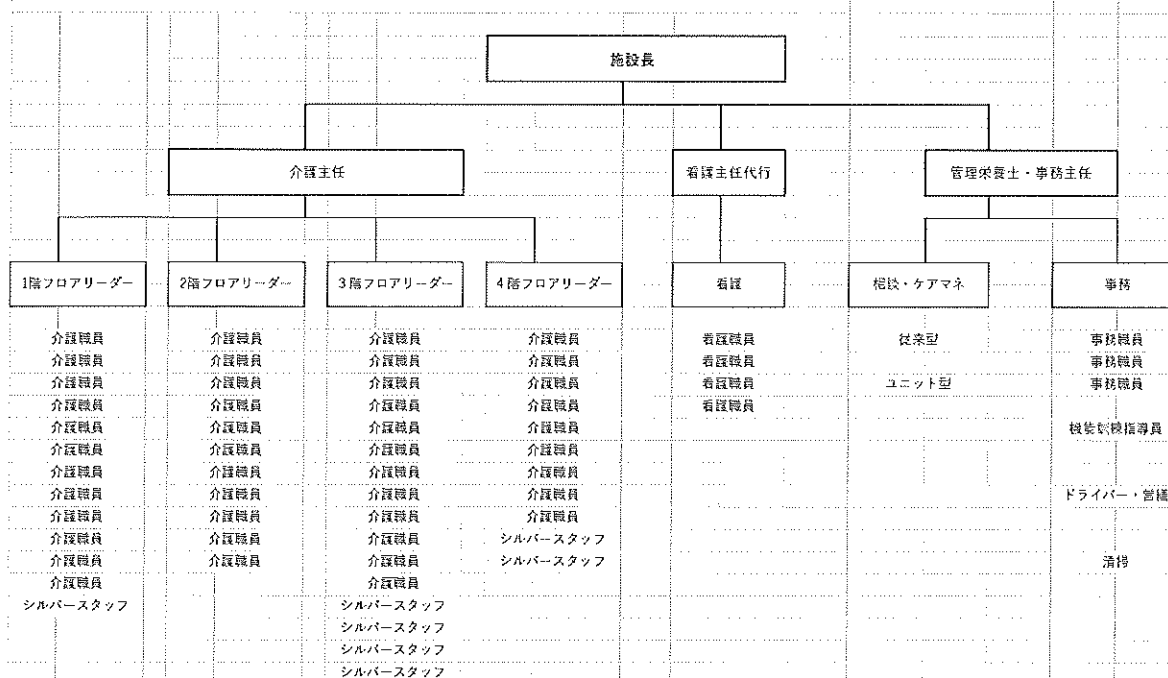 施設長
介護主任
看護主任代行
管理栄養士・事務主任
1階フロアリーダー
2階フロアリーダー
3階フロアリーダー
4階フロアリーダー
看護
相談・ケアマネ
事務
介護職員 介護職員 介護職員 介護職員 看護職員 従来型 事務職員
介護職員 介護職員 介護職員 介護職員 看護職員 事務職員
介護職員 介護職員 介護職員 介護職員 看護職員 ユニット型 事務職員
介護職員 介護職員 介護職員 介護職員 看護職員
介護職員 介護職員 介護職員 介護職員 機能訓練指導員
介護職員 介護職員 介護職員 介護職員
介護職員 介護職員 介護職員 介護職員
介護職員 介護職員 介護職員 介護職員 ドライバー・営繕
介護職員 介護職員 介護職員 介護職員
介護職員 介護職員 介護職員 シルバースタッフ
介護職員 介護職員 介護職員 シルバースタッフ 清掃
介護職員 介護職員
シルバースタッフ シルバースタッフ
シルバースタッフ
シルバースタッフ
シルバースタッフ